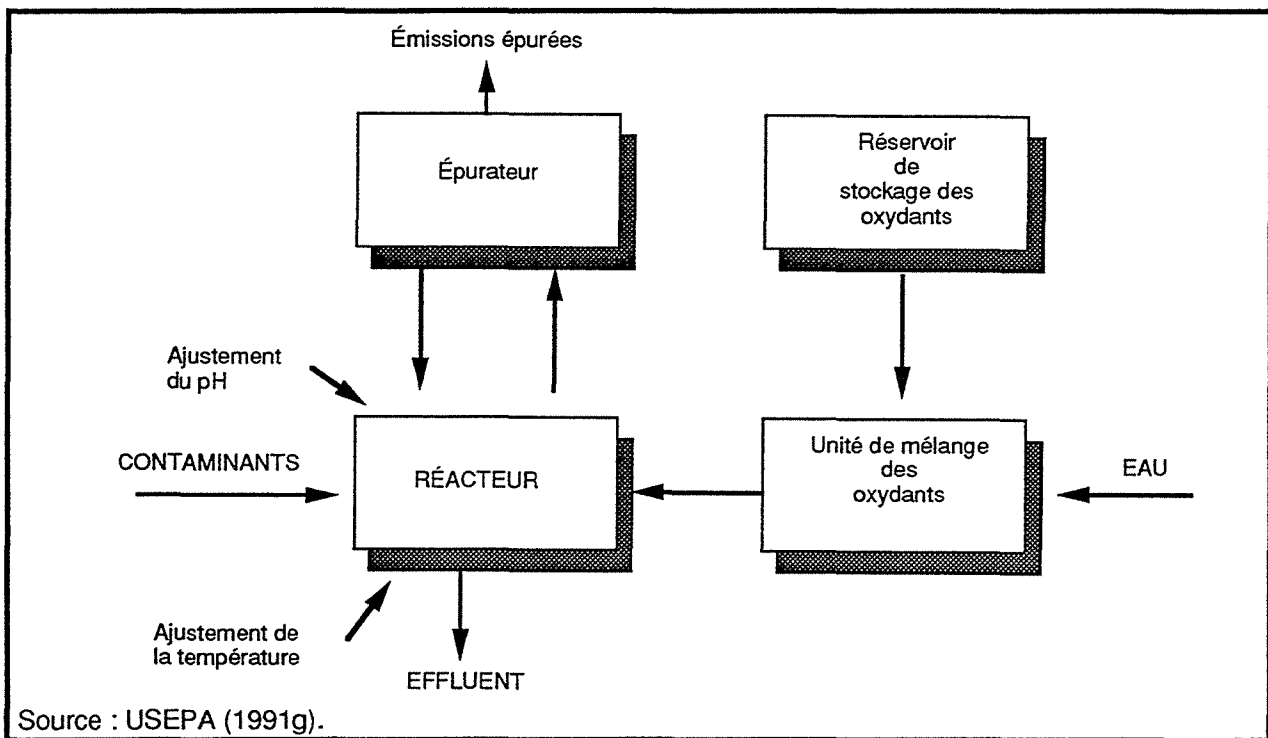 Émissions épurées
Épurateur
Réservoir
de
stockage des
oxydants
Ajustement
du pH
CONTAMINANTS
RÉACTEUR
Unité de mélange
des
oxydants
EAU
Ajustement de
la température
EFFLUENT
Source : USEPA (1991g).